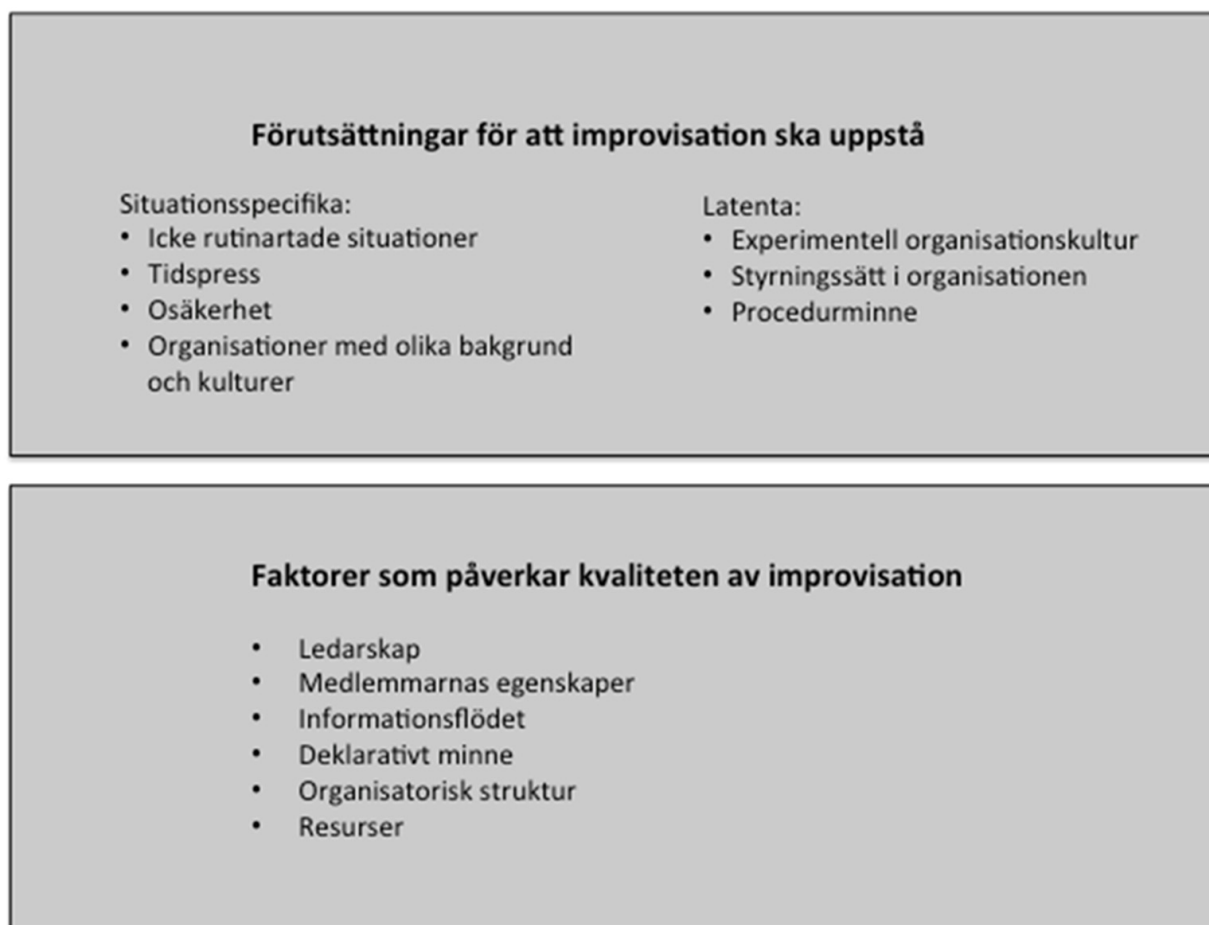 Förutsättningar för att improvisation ska uppstå
Situationsspecifika:
• Icke rutinartade situationer
• Tidspress
• Osäkerhet
• Organisationer med olika bakgrund
och kulturer
Latenta:
• Experimentell organisationskultur
• Styrningssätt i organisationen
• Procedurminne
Faktorer som påverkar kvaliteten av improvisation
• Ledarskap
• Medlemmarnas egenskaper
• Informationsflödet
• Deklarativt minne
• Organisatorisk struktur
• Resurser